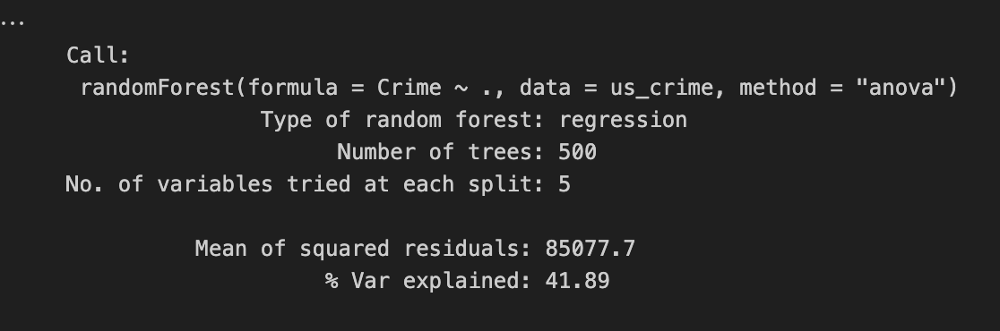 ...
Call:
randomForest(formula = Crime ~ ., data = us_crime, method = "anova")
Type of random forest: regression
Number of trees: 500
No. of variables tried at each split: 5
Mean of squared residuals: 85077.7
% Var explained: 41.89